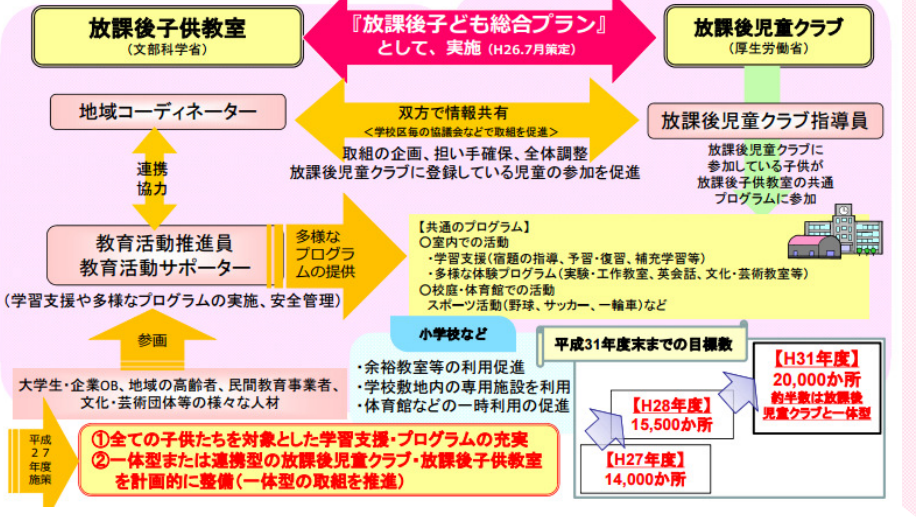 放課後子供教室
(文部科学省)
『放課後子ども総合プラン』
として、実施 (H26.7月策定)
放課後児童クラブ
(厚生労働省)
地域コーディネーター
双方で情報共有
<学校区毎の協議会などで取組を促進>
取組の企画、担い手確保、全体調整
放課後児童クラブに登録している児童の参加を促進
放課後児童クラブ指導員
放課後児童クラブに
参加している子供が
放課後子供教室の共通
プログラムに参加
連携
協力
教育活動推進員
教育活動サポーター
(学習支援や多様なプログラムの実施、安全管理)
多様な
プログラ
ムの提供
【共通のプログラム】
〇室内での活動
・学習支援(宿題の指導、予習・復習、補充学習等)
・多様な体験プログラム(実験・工作教室、英会話、文化・芸術教室等)
〇校庭・体育館での活動
スポーツ活動(野球、サッカー、一輪車)など
参画
大学生・企業OB、地域の高齢者、民間教育事業者、
文化・芸術団体等の様々な人材
小学校など
・余裕教室等の利用促進
・学校敷地内の専用施設を利用
・体育館などの一時利用の促進
平成31年度末までの目標数
【H31年度】
20,000か所
約半数は放課後
児童クラブと一体型
【H28年度】
15,500か所
【H27年度】
14,000か所
平成
27
年度
施策
①全ての子供たちを対象とした学習支援・プログラムの充実
②一体型または連携型の放課後児童クラブ・放課後子供教室
を計画的に整備(一体型の取組を推進)